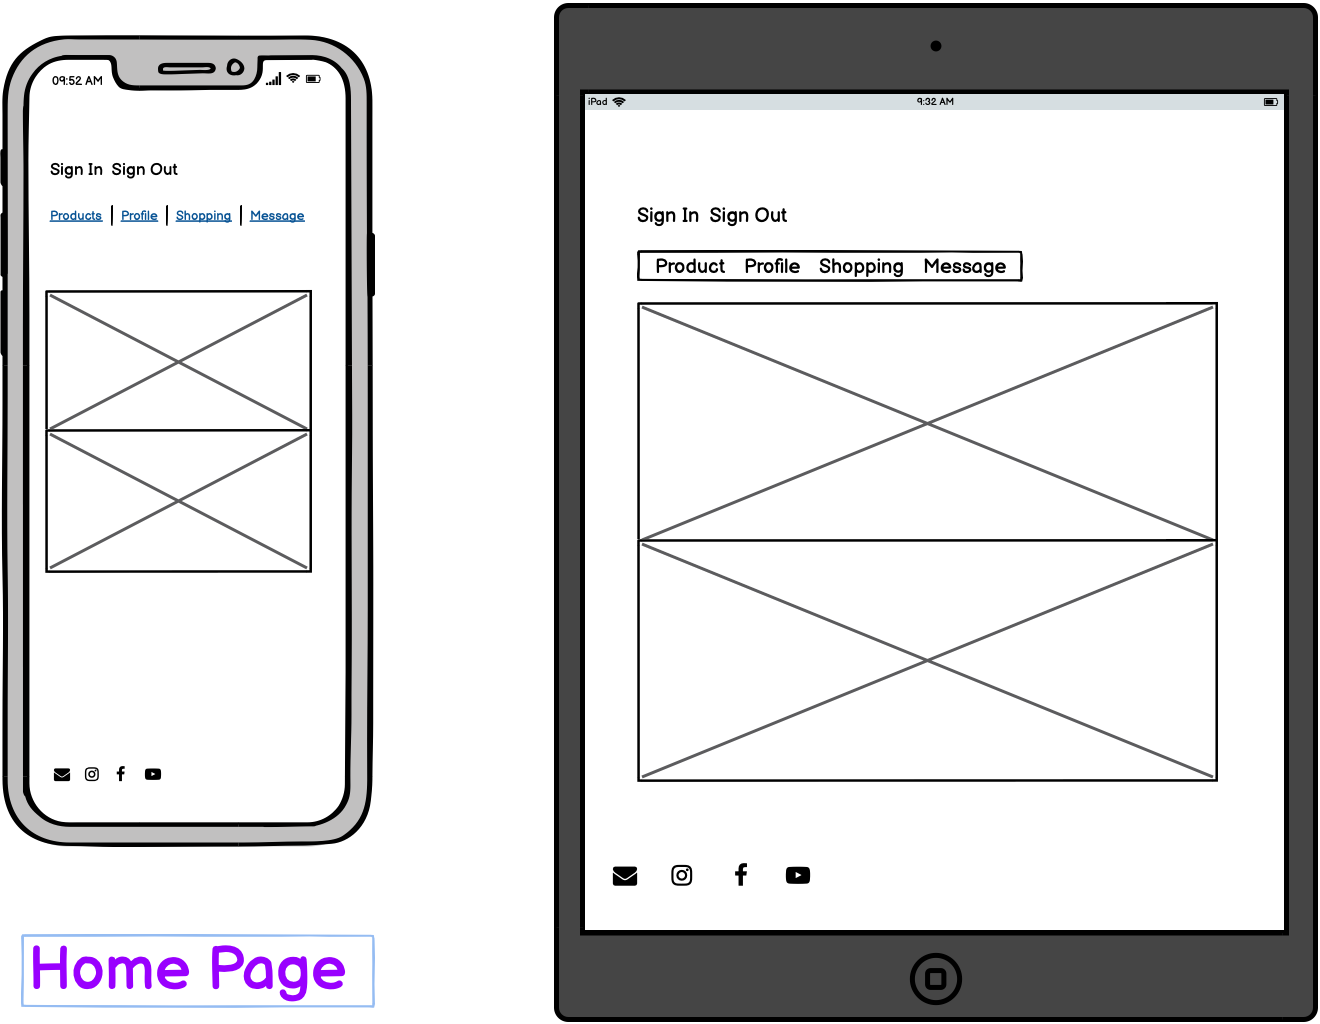 09:52 AM
Sign In Sign Out
Products Profile Shopping Message
Home Page
iPad 9:32 AM
Sign In Sign Out
Product Profile Shopping Message